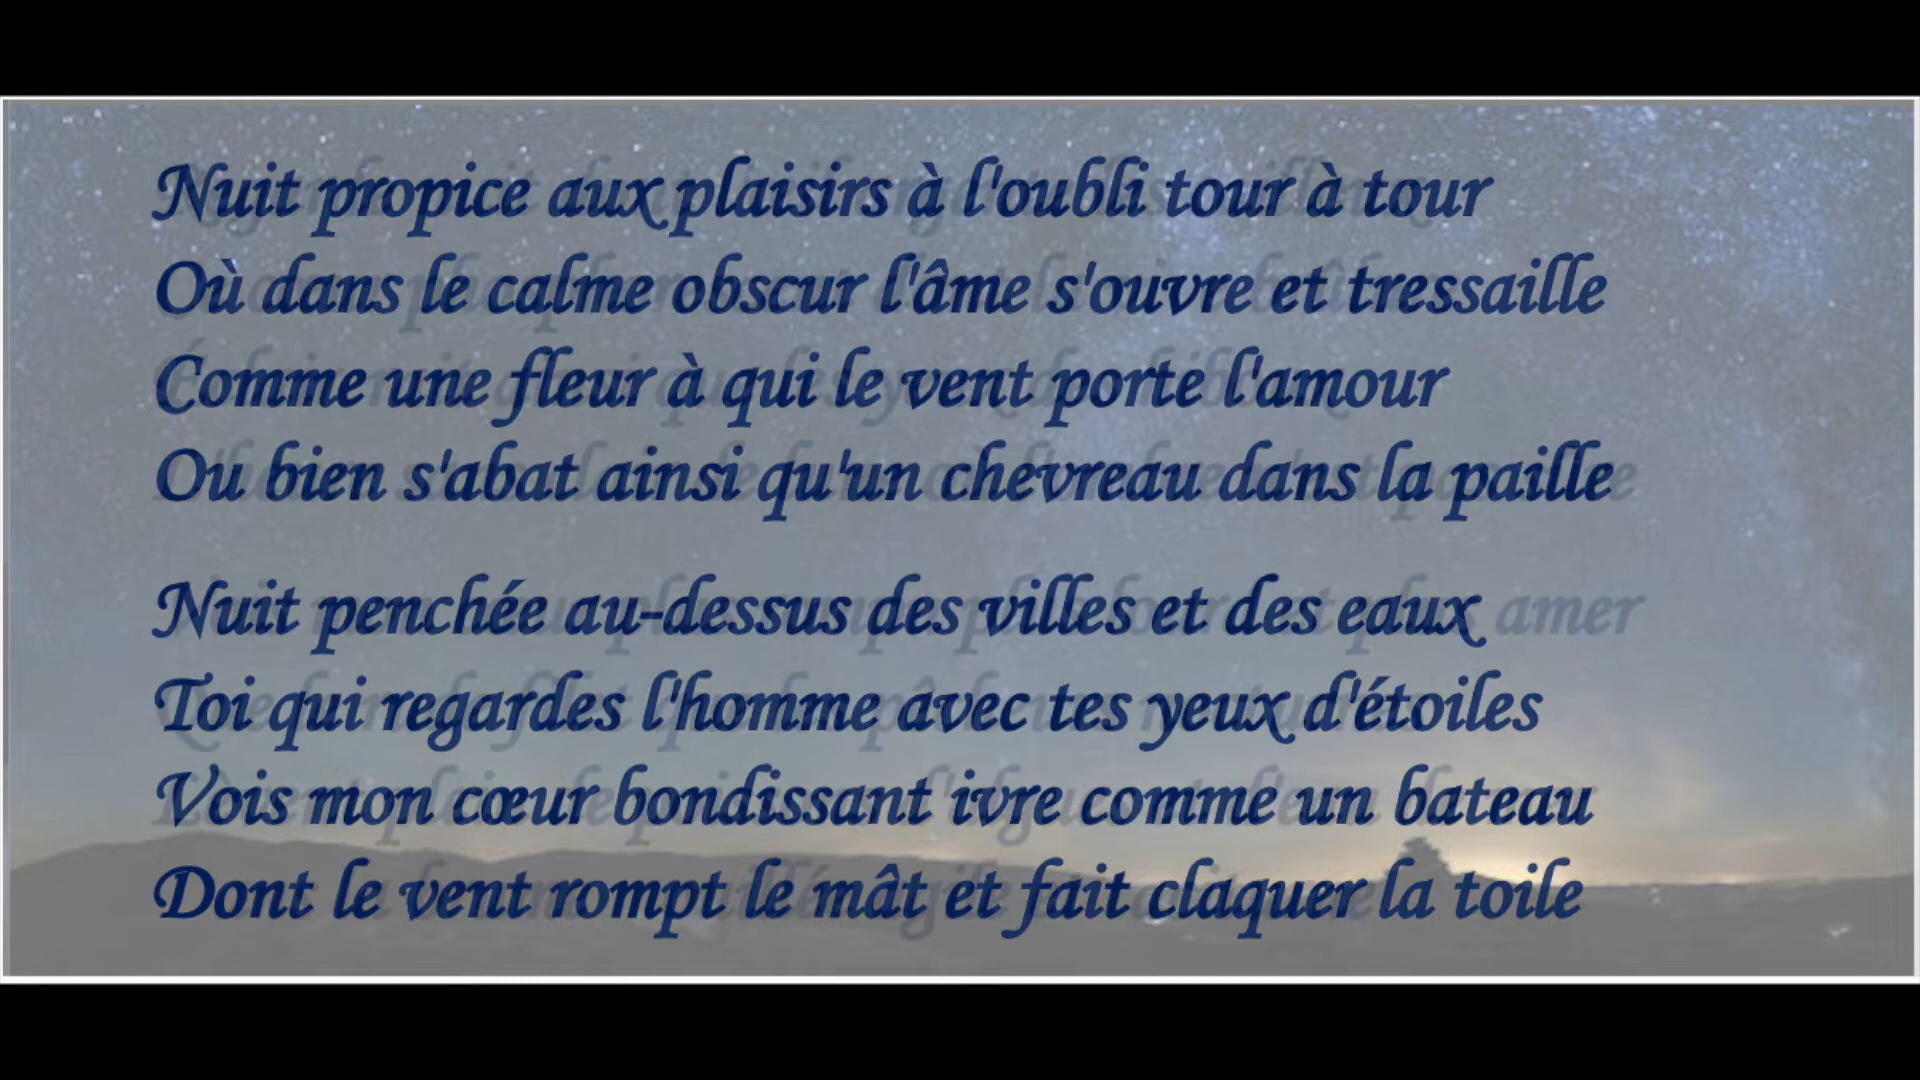 Nuit propice aux plaisirs à l'oubli tour à tour
Où dans le calme obscur l'âme s'ouvre et tressaille
Comme une fleur à qui le vent porte l'amour
Ou bien s'abat ainsi qu'un chevreau dans la paille
Nuit penchée au-dessus des villes et des eaux
Toi qui regardes l'homme avec tes yeux d'étoiles
Vois mon cœur bondissant ivre comme un bateau
Dont le vent rompt le mât et fait claquer la toile
amer